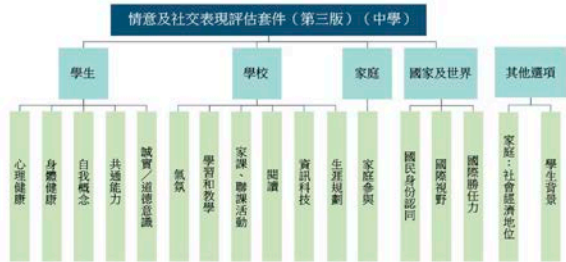 情意及社交表現評估套件（第三版）（中學）
學生
學校
家庭
國家及世界
其他選項
心理健康
身體健康
自我概念
共通能力
誠實／道德意識
氣氛
學習和教學
家課、聯課活動
閱讀
資訊科技
生涯規劃
家庭參與
國民身份認同
國際視野
國際勝任力
家庭：社會經濟地位
學生背景